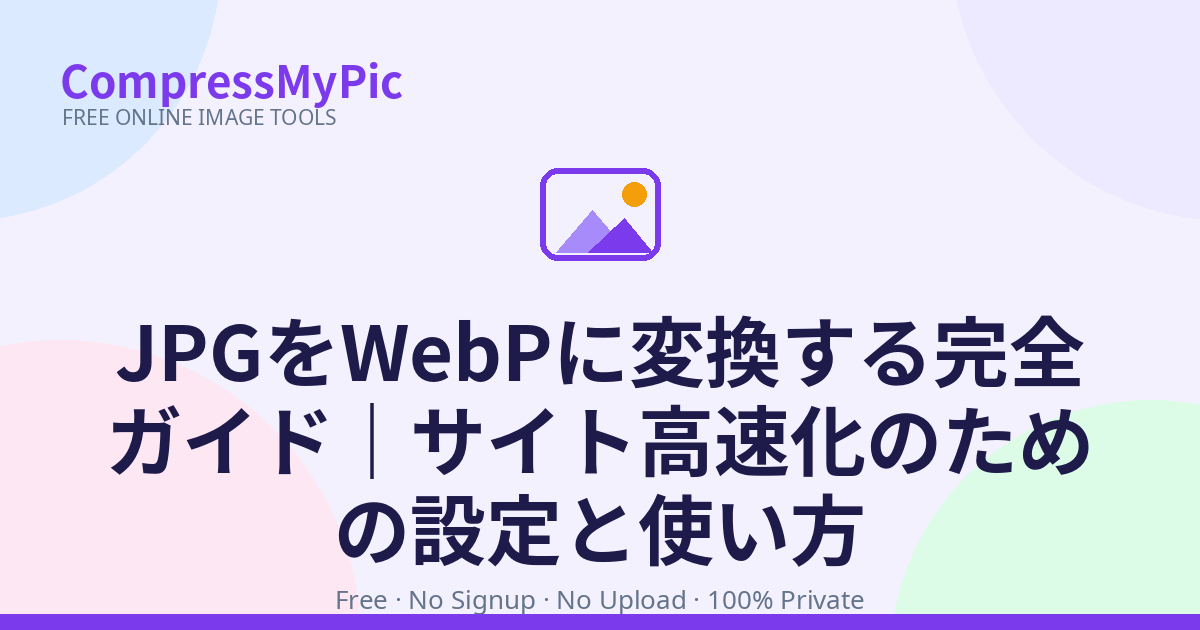 CompressMyPic
FREE ONLINE IMAGE TOOLS
JPGをWebPに変換する完全
ガイド｜サイト高速化のため
の設定と使い方
Free · No Signup · No Upload · 100% Private